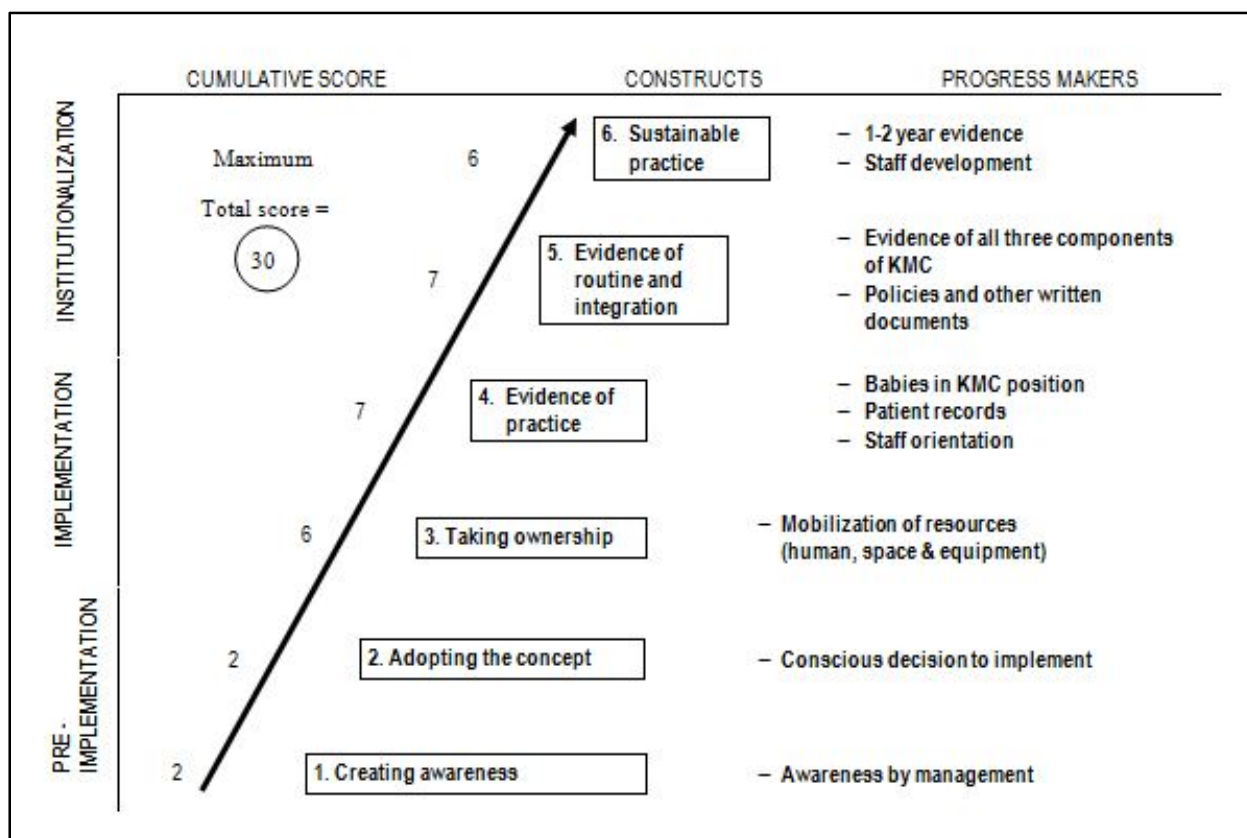 CUMULATIVE SCORE CONSTRUCTS PROGRESS MAKERS
INSTITUTIONALIZATION
Maximum
Total score =
30
6
6. Sustainable
practice
– 1-2 year evidence
– Staff development
7
5. Evidence of
routine and
integration
– Evidence of all three components
of KMC
– Policies and other written
documents
IMPLEMENTATION
7
4. Evidence of
practice
– Babies in KMC position
– Patient records
– Staff orientation
6
3. Taking ownership
– Mobilization of resources
(human, space & equipment)
PRE -
IMPLEMENTATION
2
2. Adopting the concept
– Conscious decision to implement
2
1. Creating awareness
– Awareness by management